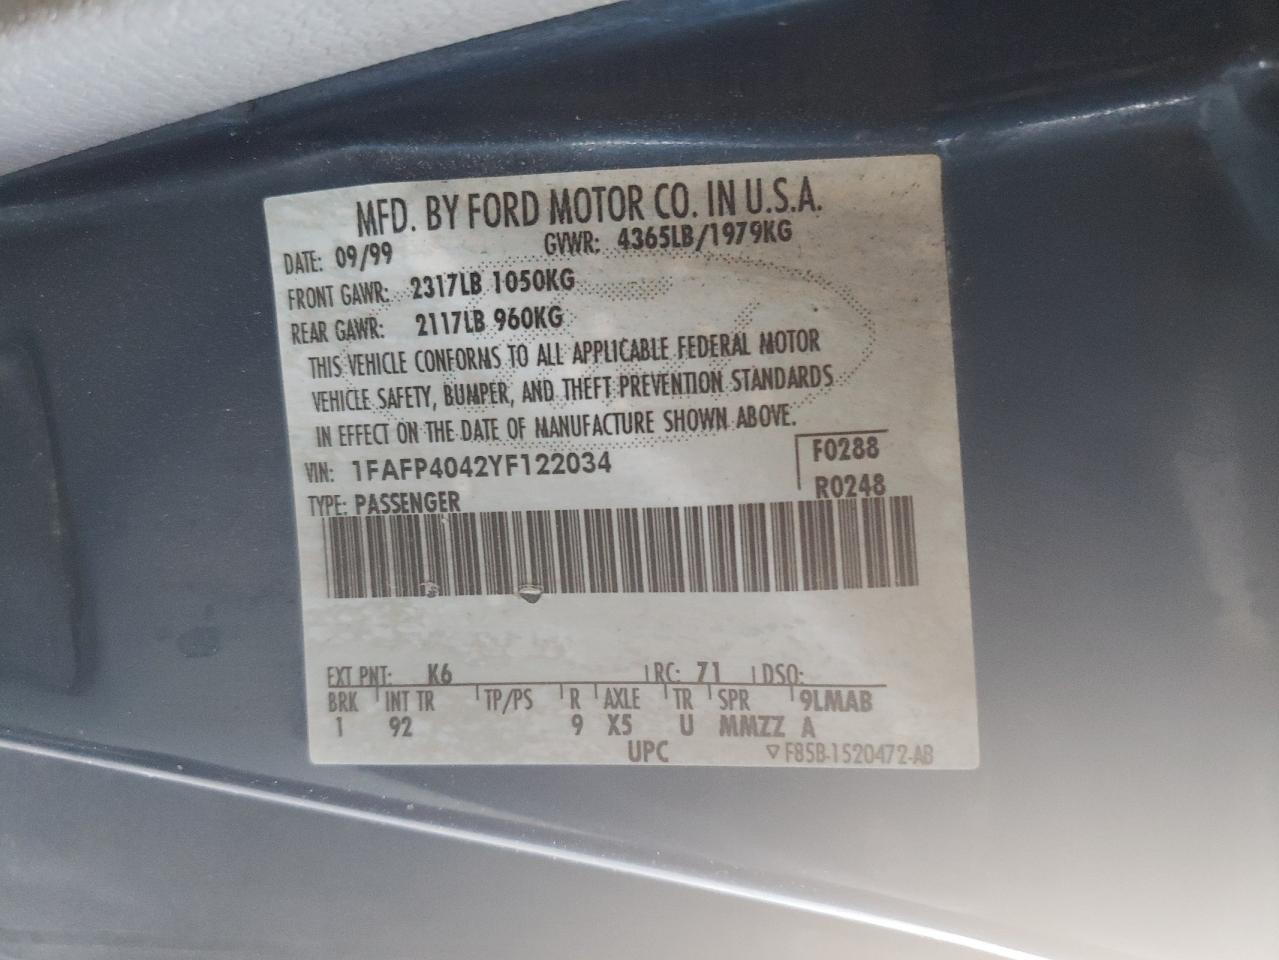 MFD. BY FORD MOTOR CO. IN U.S.A.
DATE: 09/99 GVWR: 4365LB/1979KG
FRONT GAWR: 2317LB 1050KG
REAR GAWR: 2117LB 960KG
THIS VEHICLE CONFORMS TO ALL APPLICABLE FEDERAL MOTOR
VEHICLE SAFETY, BUMPER, AND THEFT PREVENTION STANDARDS
IN EFFECT ON THE DATE OF MANUFACTURE SHOWN ABOVE.
VIN: 1FAFP4042YF122034 F0288
TYPE: PASSENGER R0248
EXT PNT: K6 RC: 71 DSO:
BRK INT TR TP/PS R AXLE TR SPR 9LMAB
1 92 9 X5 U MMZZ A
UPC ▽ F85B-1520472-AB